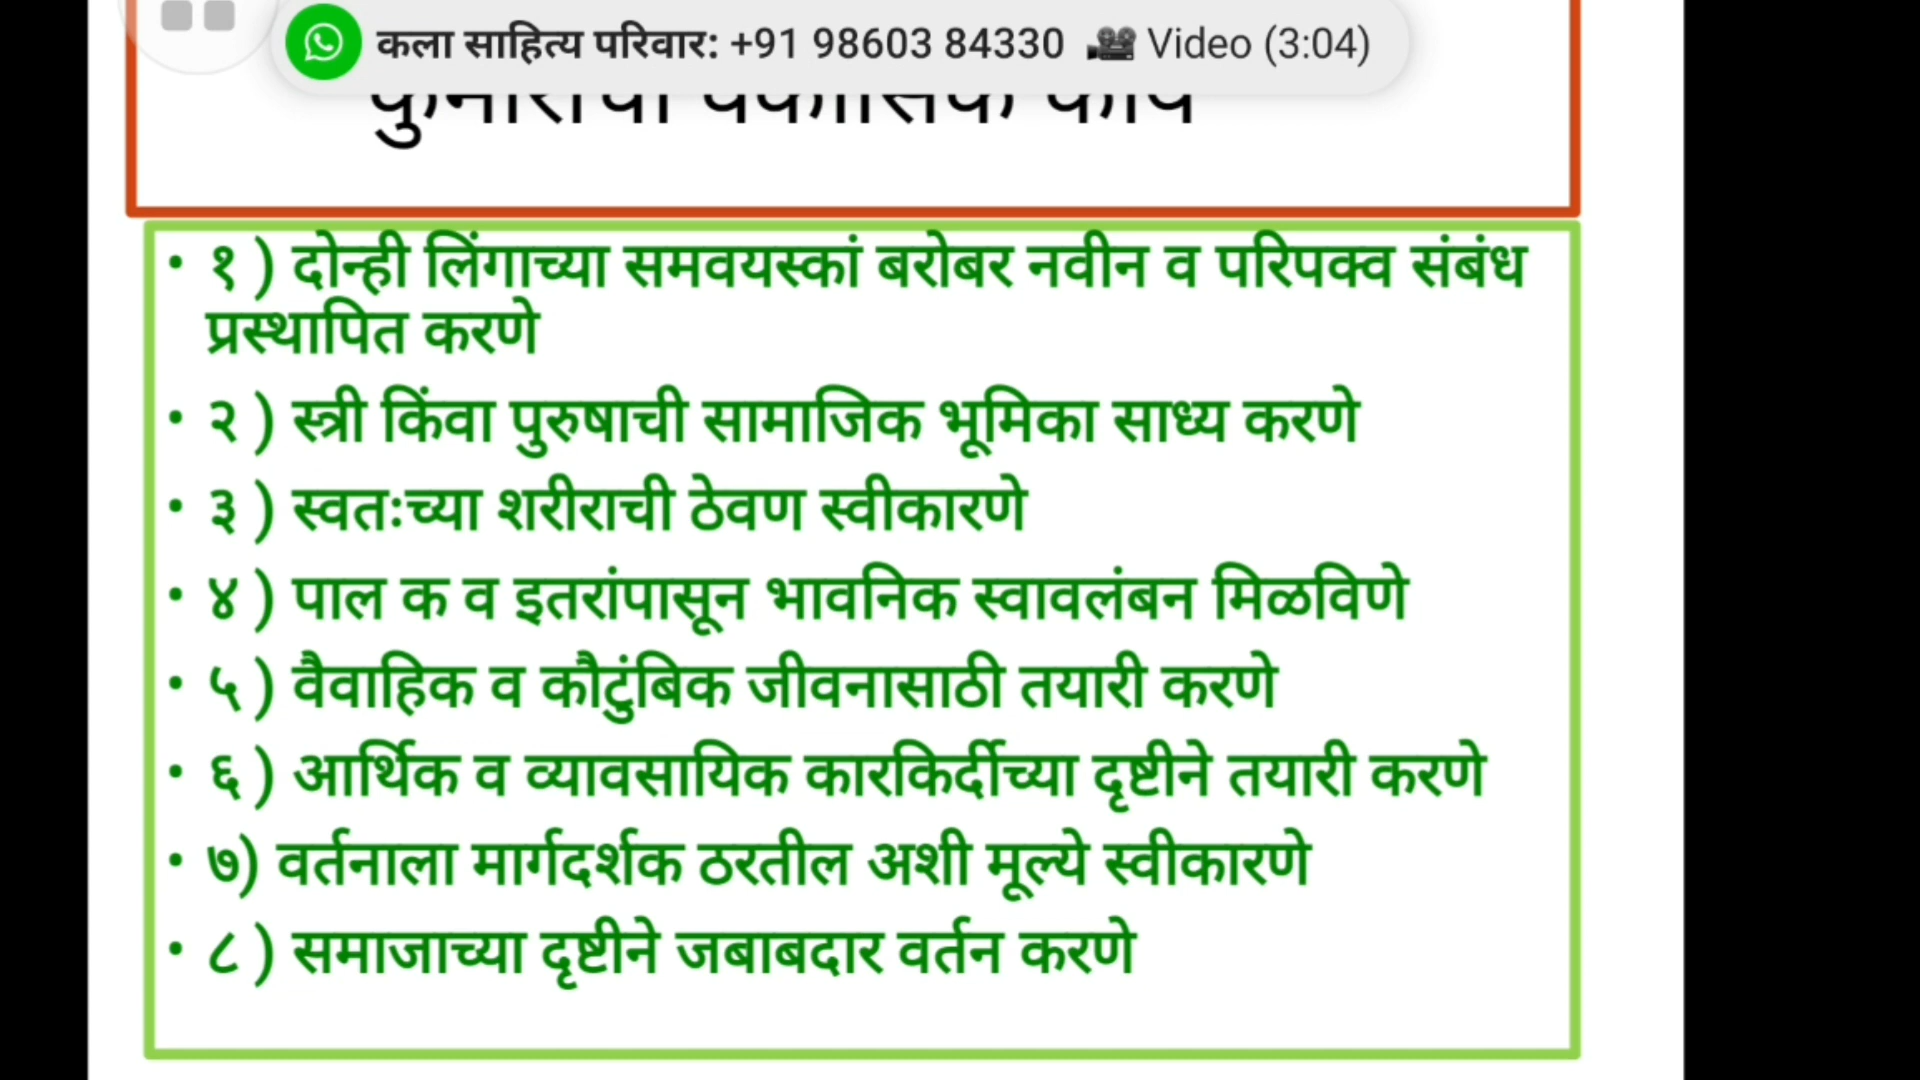 कला साहित्य परिवार: +91 98603 84330 🎥 Video (3:04)
• १ ) दोन्ही लिंगाच्या समवयस्कां बरोबर नवीन व परिपक्व संबंध
प्रस्थापित करणे
• २ ) स्त्री किंवा पुरुषाची सामाजिक भूमिका साध्य करणे
• ३ ) स्वतःच्या शरीराची ठेवण स्वीकारणे
• ४ ) पाल क व इतरांपासून भावनिक स्वावलंबन मिळविणे
• ५ ) वैवाहिक व कौटुंबिक जीवनासाठी तयारी करणे
• ६ ) आर्थिक व व्यावसायिक कारकिर्दीच्या दृष्टीने तयारी करणे
• ७) वर्तनाला मार्गदर्शक ठरतील अशी मूल्ये स्वीकारणे
• ८ ) समाजाच्या दृष्टीने जबाबदार वर्तन करणे